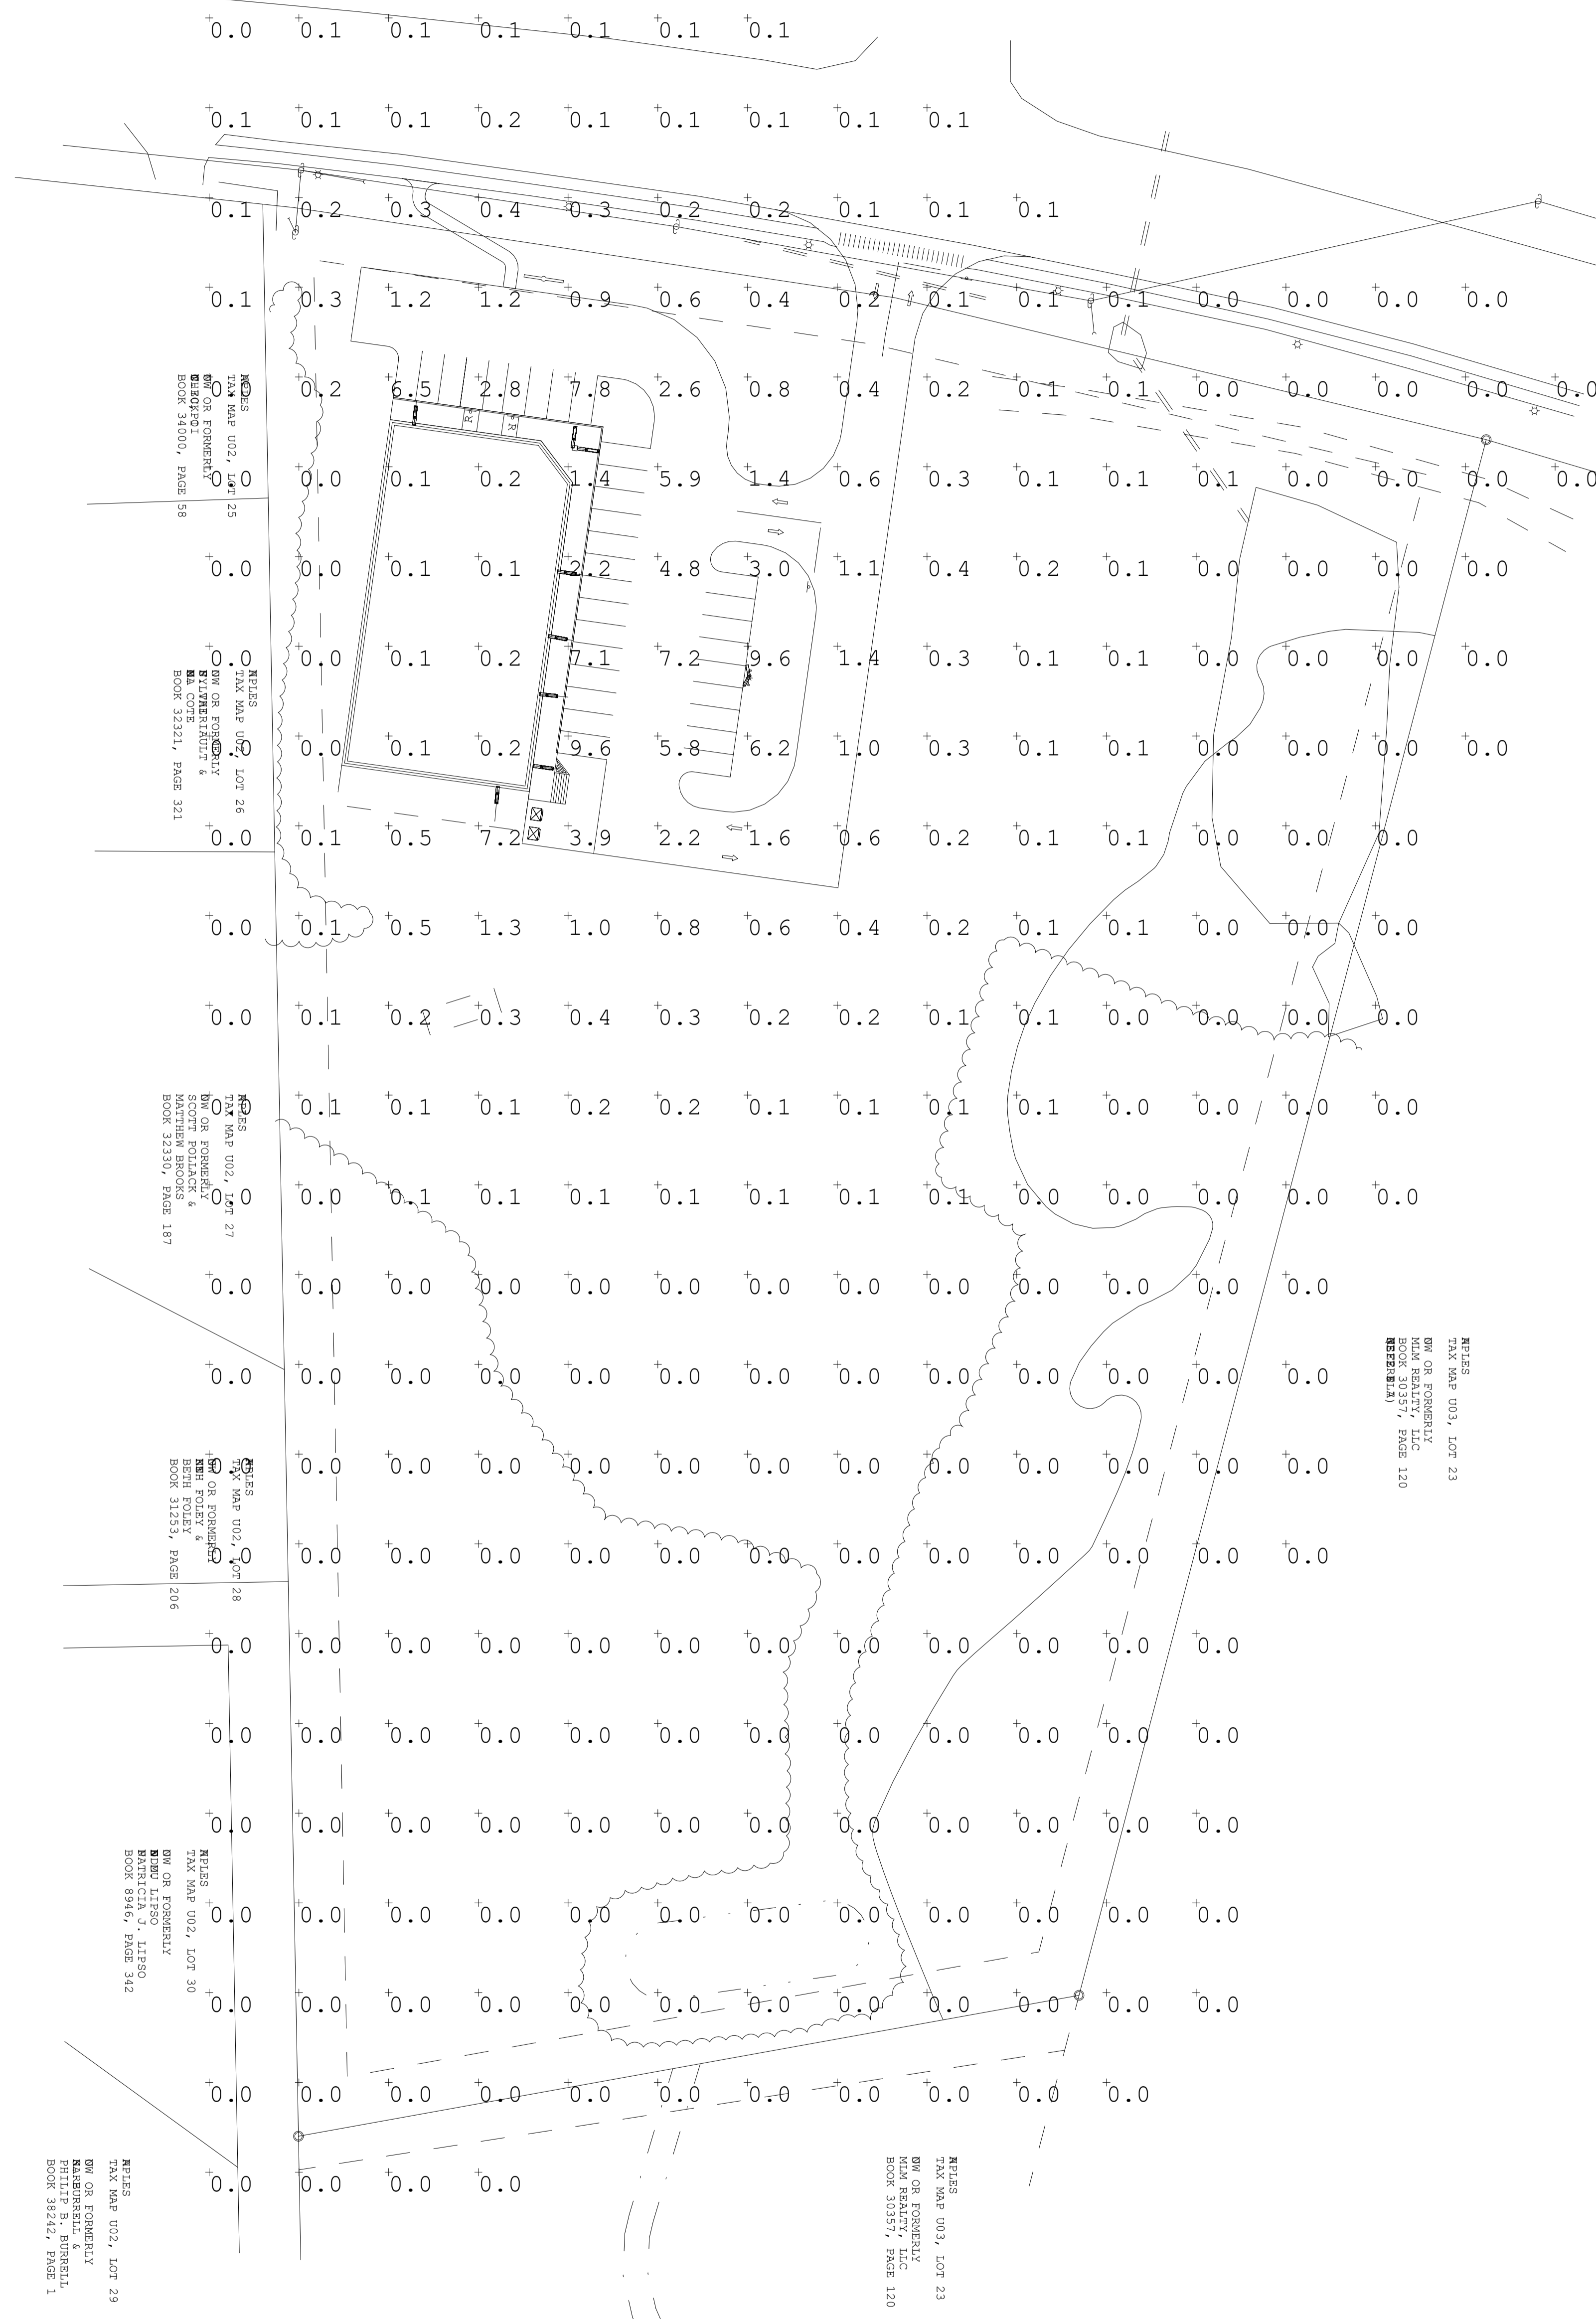 0.0 0.1 0.1 0.1 0.1 0.1 0.1
0.1 0.1 0.1 0.2 0.1 0.1 0.1 0.1 0.1
0.1 0.2 0.3 0.4 0.3 0.2 0.2 0.1 0.1 0.1
0.1 0.3 1.2 1.2 0.9 0.6 0.4 0.2 0.1 0.1 0.1 0.0 0.0 0.0 0.0
0.0 0.2 6.5 2.8 7.8 2.6 0.8 0.4 0.2 0.1 0.1 0.0 0.0 0.0 0.0 0.0
0.0 0.0 0.1 0.2 1.4 5.9 1.4 0.6 0.3 0.1 0.1 0.1 0.0 0.0 0.0 0.0
0.0 0.0 0.1 0.1 2.2 4.8 3.0 1.1 0.4 0.2 0.1 0.0 0.0 0.0 0.0
0.0 0.0 0.1 0.2 7.1 7.2 9.6 1.4 0.3 0.1 0.1 0.0 0.0 0.0 0.0
0.0 0.0 0.1 0.2 9.6 5.8 6.2 1.0 0.3 0.1 0.1 0.0 0.0 0.0 0.0
0.0 0.1 0.5 7.2 3.9 2.2 1.6 0.6 0.2 0.1 0.1 0.0 0.0 0.0
0.0 0.1 0.5 1.3 1.0 0.8 0.6 0.4 0.2 0.1 0.1 0.0 0.0 0.0
0.0 0.1 0.2 0.3 0.4 0.3 0.2 0.2 0.1 0.1 0.0 0.0 0.0 0.0
0.0 0.1 0.1 0.1 0.2 0.2 0.1 0.1 0.1 0.1 0.0 0.0 0.0 0.0
0.0 0.0 0.1 0.1 0.1 0.1 0.1 0.1 0.1 0.0 0.0 0.0 0.0 0.0
0.0 0.0 0.0 0.0 0.0 0.0 0.0 0.0 0.0 0.0 0.0 0.0 0.0
0.0 0.0 0.0 0.0 0.0 0.0 0.0 0.0 0.0 0.0 0.0 0.0 0.0
0.0 0.0 0.0 0.0 0.0 0.0 0.0 0.0 0.0 0.0 0.0 0.0 0.0
0.0 0.0 0.0 0.0 0.0 0.0 0.0 0.0 0.0 0.0 0.0 0.0 0.0
0.0 0.0 0.0 0.0 0.0 0.0 0.0 0.0 0.0 0.0 0.0 0.0
0.0 0.0 0.0 0.0 0.0 0.0 0.0 0.0 0.0 0.0 0.0 0.0
0.0 0.0 0.0 0.0 0.0 0.0 0.0 0.0 0.0 0.0 0.0 0.0
0.0 0.0 0.0 0.0 0.0 0.0 0.0 0.0 0.0 0.0 0.0 0.0
0.0 0.0 0.0 0.0 0.0 0.0 0.0 0.0 0.0 0.0 0.0 0.0
0.0 0.0 0.0 0.0 0.0 0.0 0.0 0.0 0.0 0.0 0.0
0.0 0.0 0.0 0.0
TAX MAP U02, LOT 25
OR FORMERLY
BOOK 34000, PAGE 58
TAX MAP U02, LOT 26
OR FORMERLY
&
COTE
BOOK 32321, PAGE 321
TAX MAP U02, LOT 27
OR FORMERLY
SCOTT POLLACK &
MATTHEW BROOKS
BOOK 32330, PAGE 187
TAX MAP U02, LOT 28
OR FORMERLY
FOLEY &
BETH FOLEY
BOOK 31253, PAGE 206
TAX MAP U02, LOT 30
OR FORMERLY
LIPSO
J. LIPSO
BOOK 8946, PAGE 342
TAX MAP U02, LOT 29
OR FORMERLY
&
PHILIP B. BURRELL
BOOK 38242, PAGE 1
TAX MAP U03, LOT 23
OR FORMERLY
MLM REALTY, LLC
BOOK 30357, PAGE 120
TAX MAP U03, LOT 23
OR FORMERLY
MLM REALTY, LLC
BOOK 30357, PAGE 120